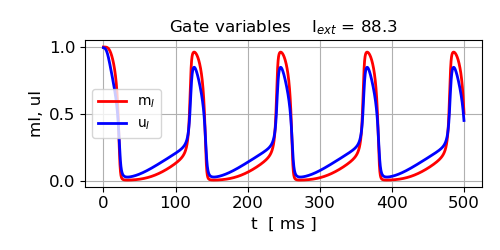 Gate variables I_ext = 88.3
ml, ul
1.0
0.5
0.0
m_l
u_l
0 100 200 300 400 500
t [ ms ]